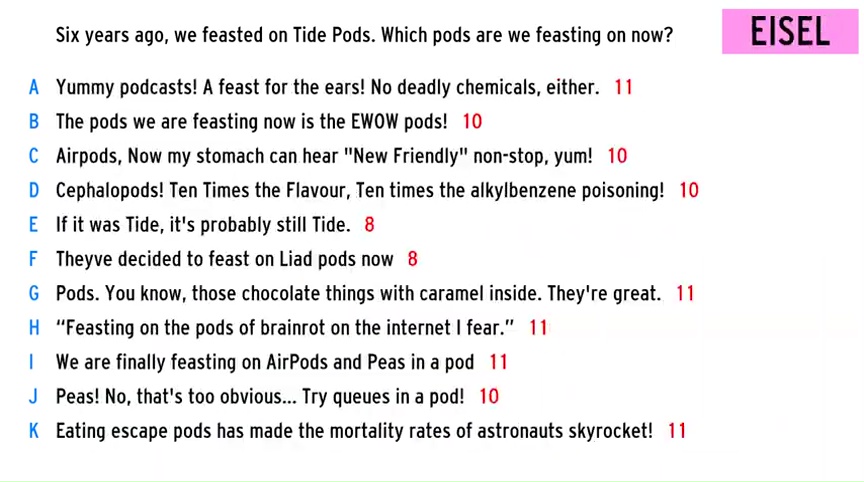 Six years ago, we feasted on Tide Pods. Which pods are we feasting on now?
EISEL
A Yummy podcasts! A feast for the ears! No deadly chemicals, either. 11
B The pods we are feasting now is the EWOW pods! 10
C Airpods, Now my stomach can hear "New Friendly" non-stop, yum! 10
D Cephalopods! Ten Times the Flavour, Ten times the alkylbenzene poisoning! 10
E If it was Tide, it's probably still Tide. 8
F Theyve decided to feast on Liad pods now 8
G Pods. You know, those chocolate things with caramel inside. They're great. 11
H “Feasting on the pods of brainrot on the internet I fear.” 11
I We are finally feasting on AirPods and Peas in a pod 11
J Peas! No, that's too obvious... Try queues in a pod! 10
K Eating escape pods has made the mortality rates of astronauts skyrocket! 11